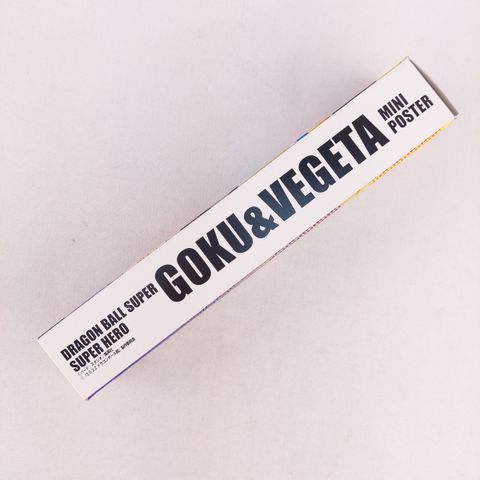 DRAGON BALL SUPER
SUPER HERO
GOKU&VEGETA
MINI
POSTER